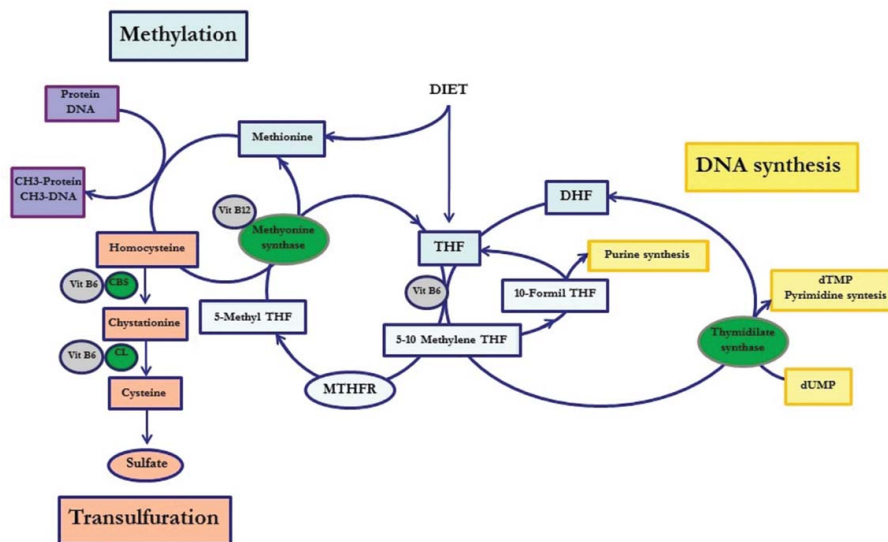 Methylation
Protein
DNA
DIET
Methionine
DNA synthesis
CH3-Protein
CH3-DNA
DHF
Vit B12
Methyonine
synthase
Homocysteine
THF
Purine synthesis
Vit B6
CBS
Vit B6
10-Formil THF
dTMP
Pyrimidine syntesis
Chystationine
5-Methyl THF
5-10 Methylene THF
Thymidilate
synthase
Vit B6
CL
Cysteine
MTHFR
dUMP
Sulfate
Transulfuration